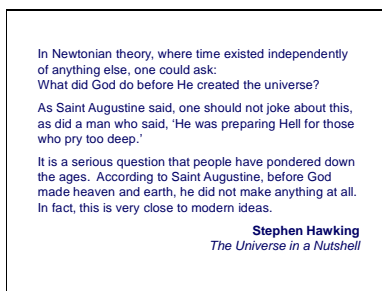 In Newtonian theory, where time existed independently
of anything else, one could ask:
What did God do before He created the universe?
As Saint Augustine said, one should not joke about this,
as did a man who said, ‘He was preparing Hell for those
who pry too deep.’
It is a serious question that people have pondered down
the ages.  According to Saint Augustine, before God
made heaven and earth, he did not make anything at all.
In fact, this is very close to modern ideas.
Stephen Hawking
The Universe in a Nutshell